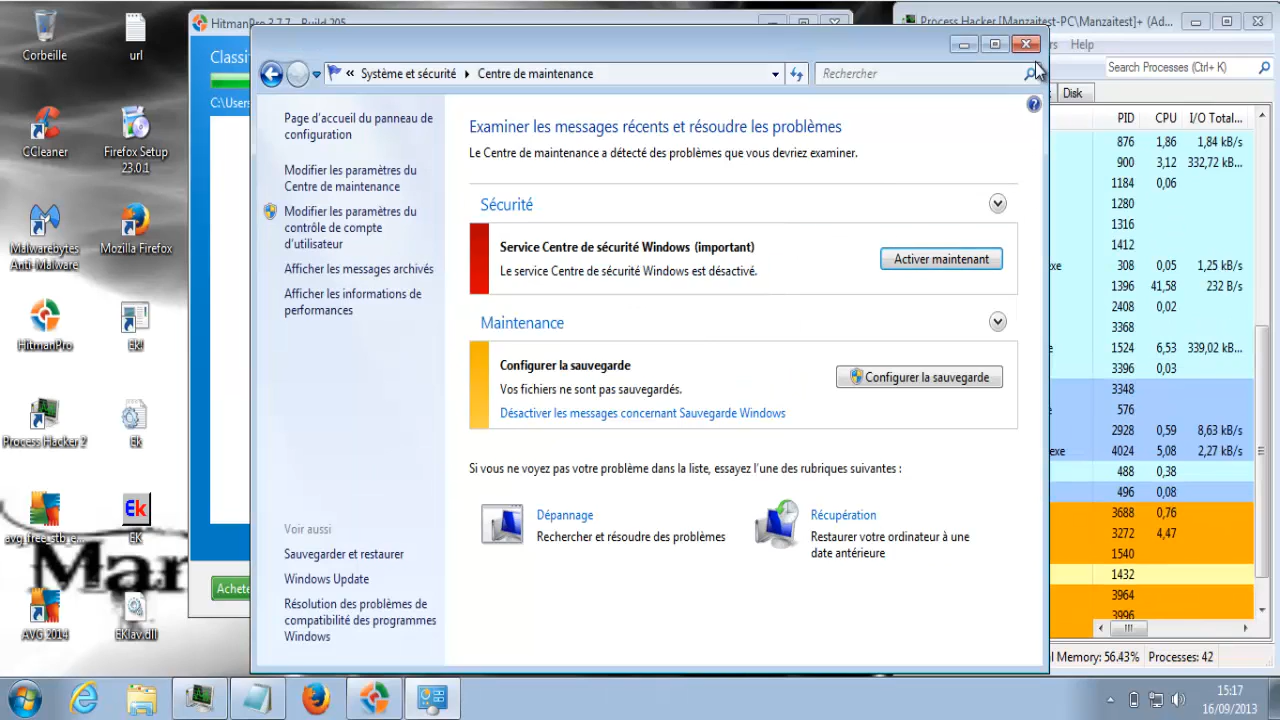 Corbeille
url
CCleaner
Firefox Setup
23.0.1
Malwarebytes
Anti-Malware
Mozilla Firefox
HitmanPro
Ek!
Process Hacker 2
Ek
avg_free_stb_e...
Ek
EK
AVG 2014
EKlav.dll
Mar
HitmanPro 3.7.7 - Build 205
Classi
C:\Users
Achete
Système et sécurité
Centre de maintenance
Rechercher
Page d'accueil du panneau de
configuration
Modifier les paramètres du
Centre de maintenance
Modifier les paramètres du
contrôle de compte
d'utilisateur
Afficher les messages archivés
Afficher les informations de
performances
Voir aussi
Sauvegarder et restaurer
Windows Update
Résolution des problèmes de
compatibilité des programmes
Windows
Examiner les messages récents et résoudre les problèmes
Le Centre de maintenance a détecté des problèmes que vous devriez examiner.
Sécurité
Service Centre de sécurité Windows (important)
Le service Centre de sécurité Windows est désactivé.
Activer maintenant
Maintenance
Configurer la sauvegarde
Vos fichiers ne sont pas sauvegardés.
Configurer la sauvegarde
Désactiver les messages concernant Sauvegarde Windows
Si vous ne voyez pas votre problème dans la liste, essayez l'une des rubriques suivantes :
Dépannage
Rechercher et résoudre des problèmes
Récupération
Restaurer votre ordinateur à une
date antérieure
Process Hacker [Manzaitest-PC\Manzaitest]+ (Ad...
rs Help
Search Processes (Ctrl+ K)
Disk
PID CPU I/O Total...
876 1,86 1,84 kB/s
900 3,12 332,72 kB...
1184 0,06
1280
1316
1412
exe 308 0,05 1,25 kB/s
1396 41,58 232 B/s
2408 0,02
3368
1524 6,53 339,02 kB...
3396 0,03
3348
576
2928 0,59 8,63 kB/s
exe 4024 5,08 2,27 kB/s
488 0,38
496 0,08
3688 0,76
3272 4,47
1540
1432
3964
3996
l Memory: 56.43% Processes: 42
15:17
16/09/2013